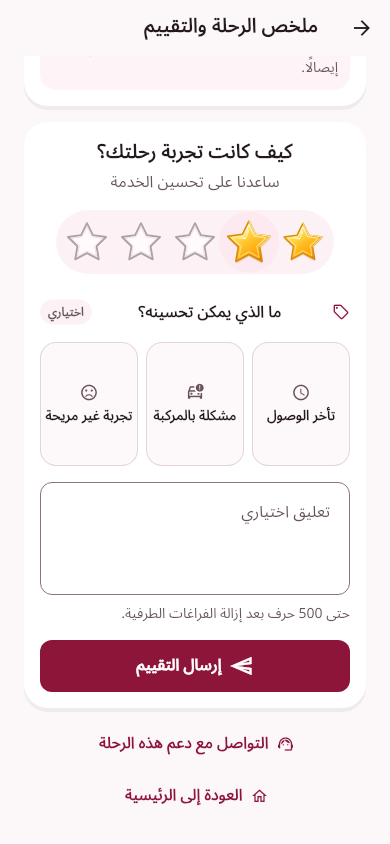 ملخص الرحلة والتقييم
إيصالًا.
كيف كانت تجربة رحلتك؟
ساعدنا على تحسين الخدمة
ما الذي يمكن تحسينه؟
اختياري
تأخر الوصول
مشكلة بالمركبة
تجربة غير مريحة
تعليق اختياري
حتى 500 حرف بعد إزالة الفراغات الطرفية.
إرسال التقييم
التواصل مع دعم هذه الرحلة
العودة إلى الرئيسية